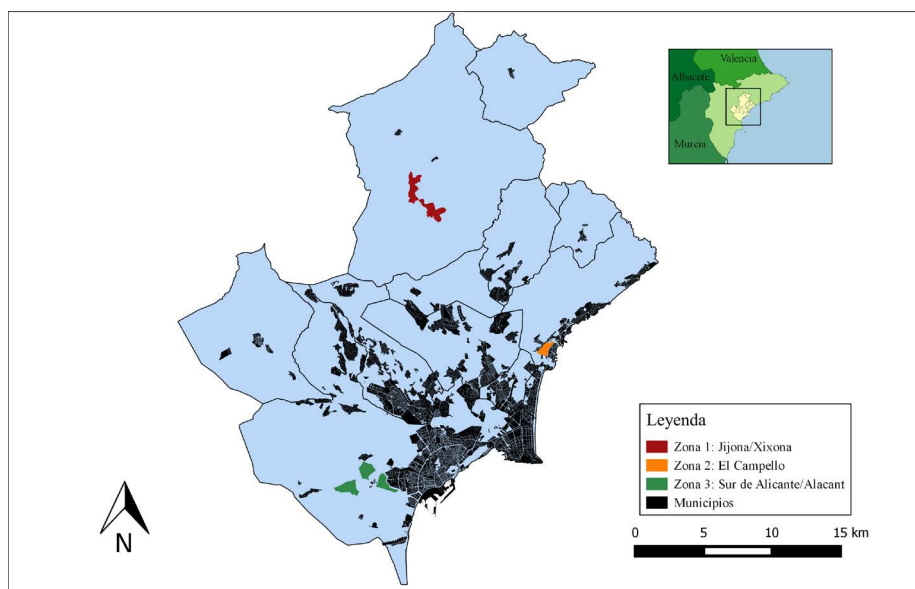 Valencia
Albacete
Murcia
Leyenda
Zona 1: Jijona/Xixona
Zona 2: El Campello
Zona 3: Sur de Alicante/Alacant
Municipios
0 5 10 15 km
N